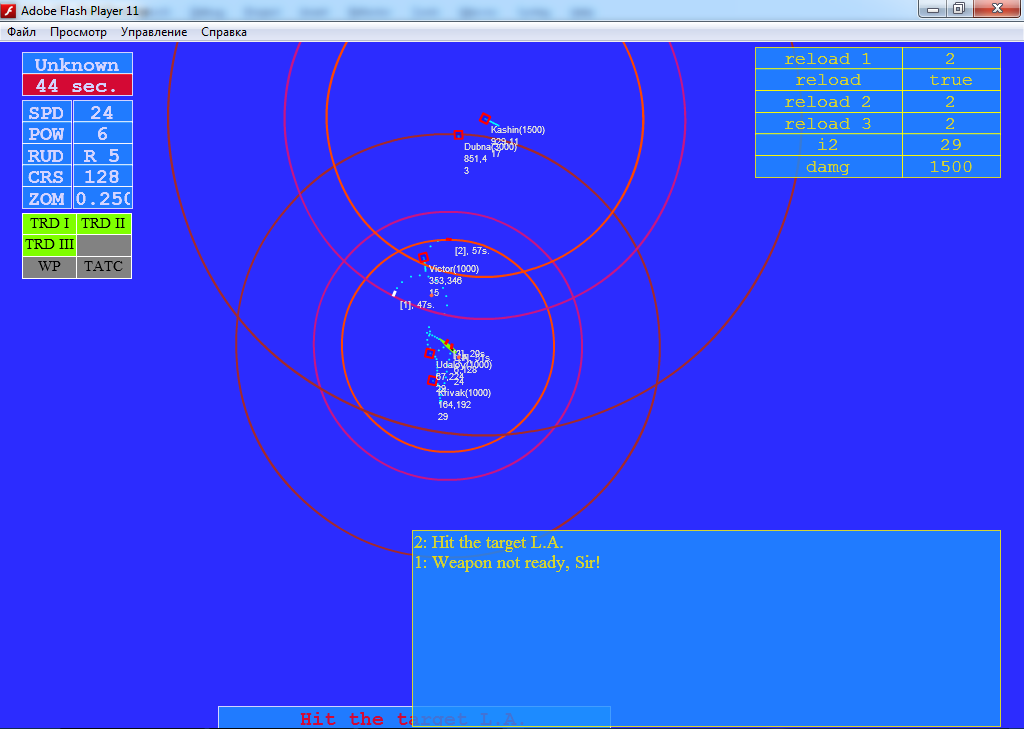 Adobe Flash Player 11
Файл Просмотр Управление Справка
Unknown
44 sec.
SPD 24
POW 6
RUD R 5
CRS 128
ZOM 0.250
TRD I TRD II
TRD III
WP TATC
reload 1 2
reload true
reload 2 2
reload 3 2
i2 29
damg 1500
Kashin(1500)
929,11
17
Dubna(3000)
851,4
3
[2], 57s.
Victor(1000)
353,346
15
[1], 47s.
Udaloy(1000)
67,224
24
Krivak(1000)
164,192
29
2: Hit the target L.A.
1: Weapon not ready, Sir!
Hit the target L.A.